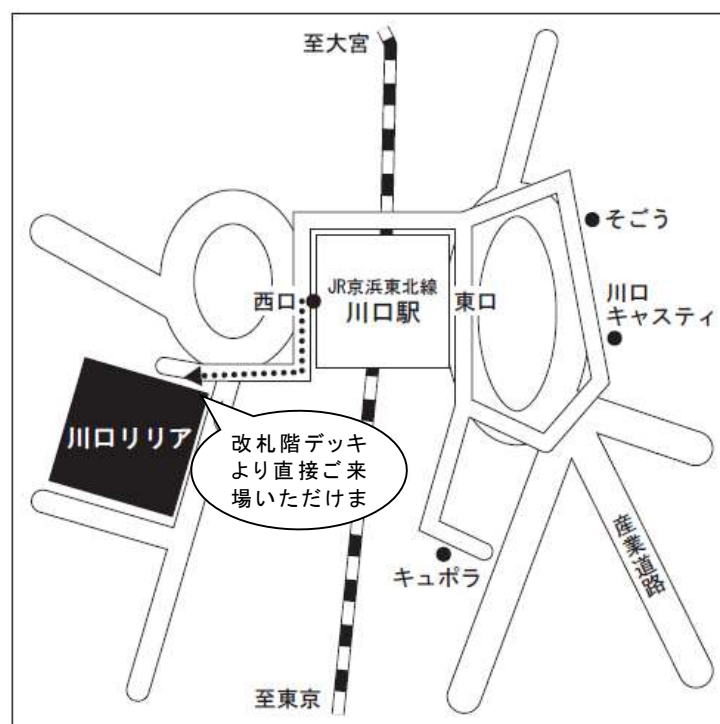 至大宮
そごう
JR京浜東北線
川口駅
西口
東口
川口
キャスティ
川口リリア
改札階デッキ
より直接ご来
場いただけま
産業道路
キュポラ
至東京